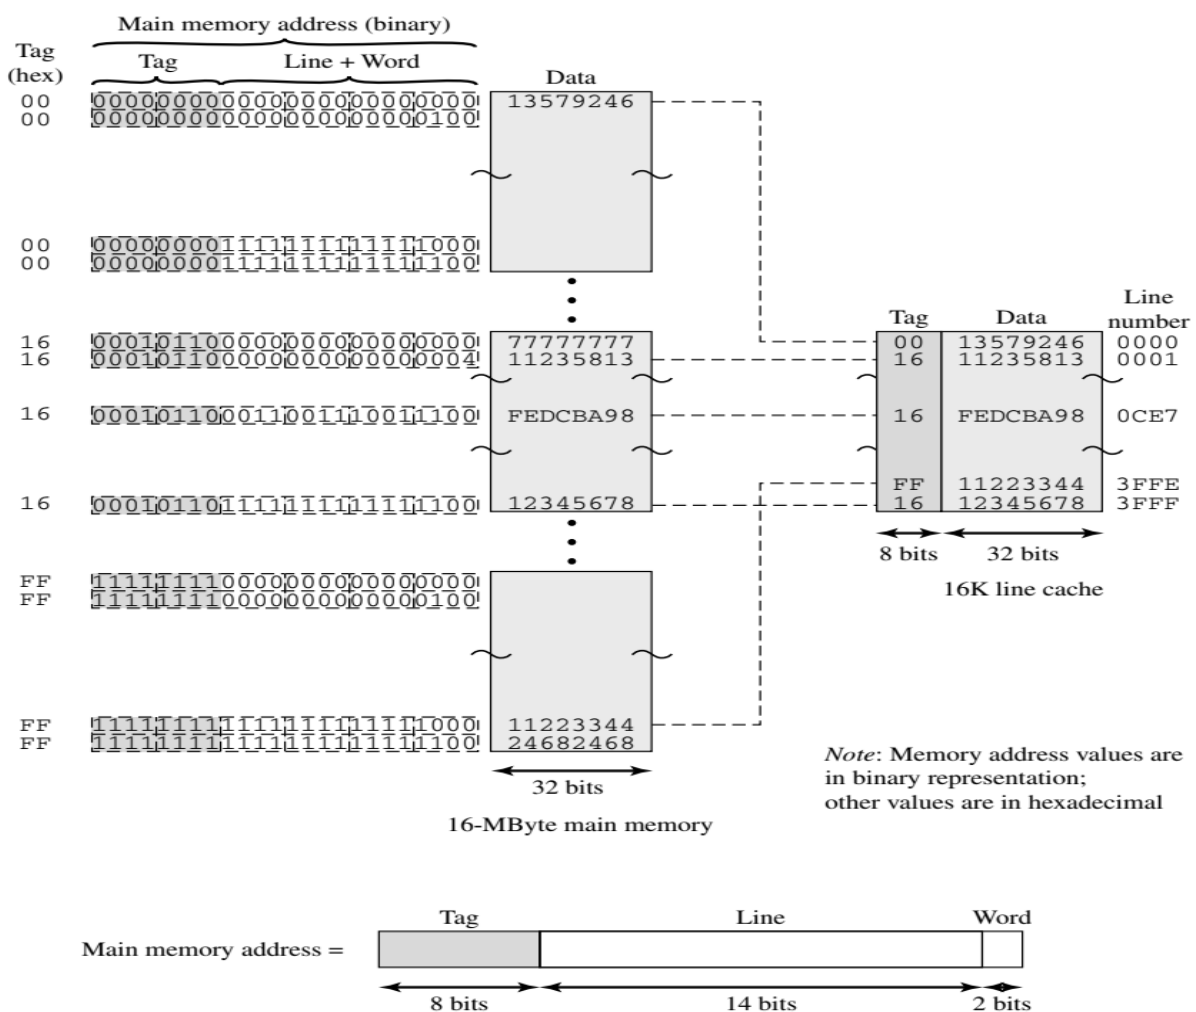 Main memory address (binary)
Tag
(hex)
Tag
Line + Word
Data
00 000000000000000000000000 13579246
00 000000000000000000000100
00 000000001111111111111000
00 000000001111111111111100
16 000101100000000000000000 77777777
16 0001011000000000000004 11235813
16 000101100011001110011100 FEDCBA98
16 000101101111111111111100 12345678
FF 111111110000000000000000
FF 111111110000000000000100
FF 111111111111111111111000 11223344
FF 111111111111111111111100 24682468
32 bits
16-MByte main memory
Tag
Data
Line
number
00 13579246 0000
16 11235813 0001
16 FEDCBA98 0CE7
FF 11223344 3FFE
16 12345678 3FFF
8 bits
32 bits
16K line cache
Note: Memory address values are
in binary representation;
other values are in hexadecimal
Tag
Line
Word
Main memory address =
8 bits
14 bits
2 bits